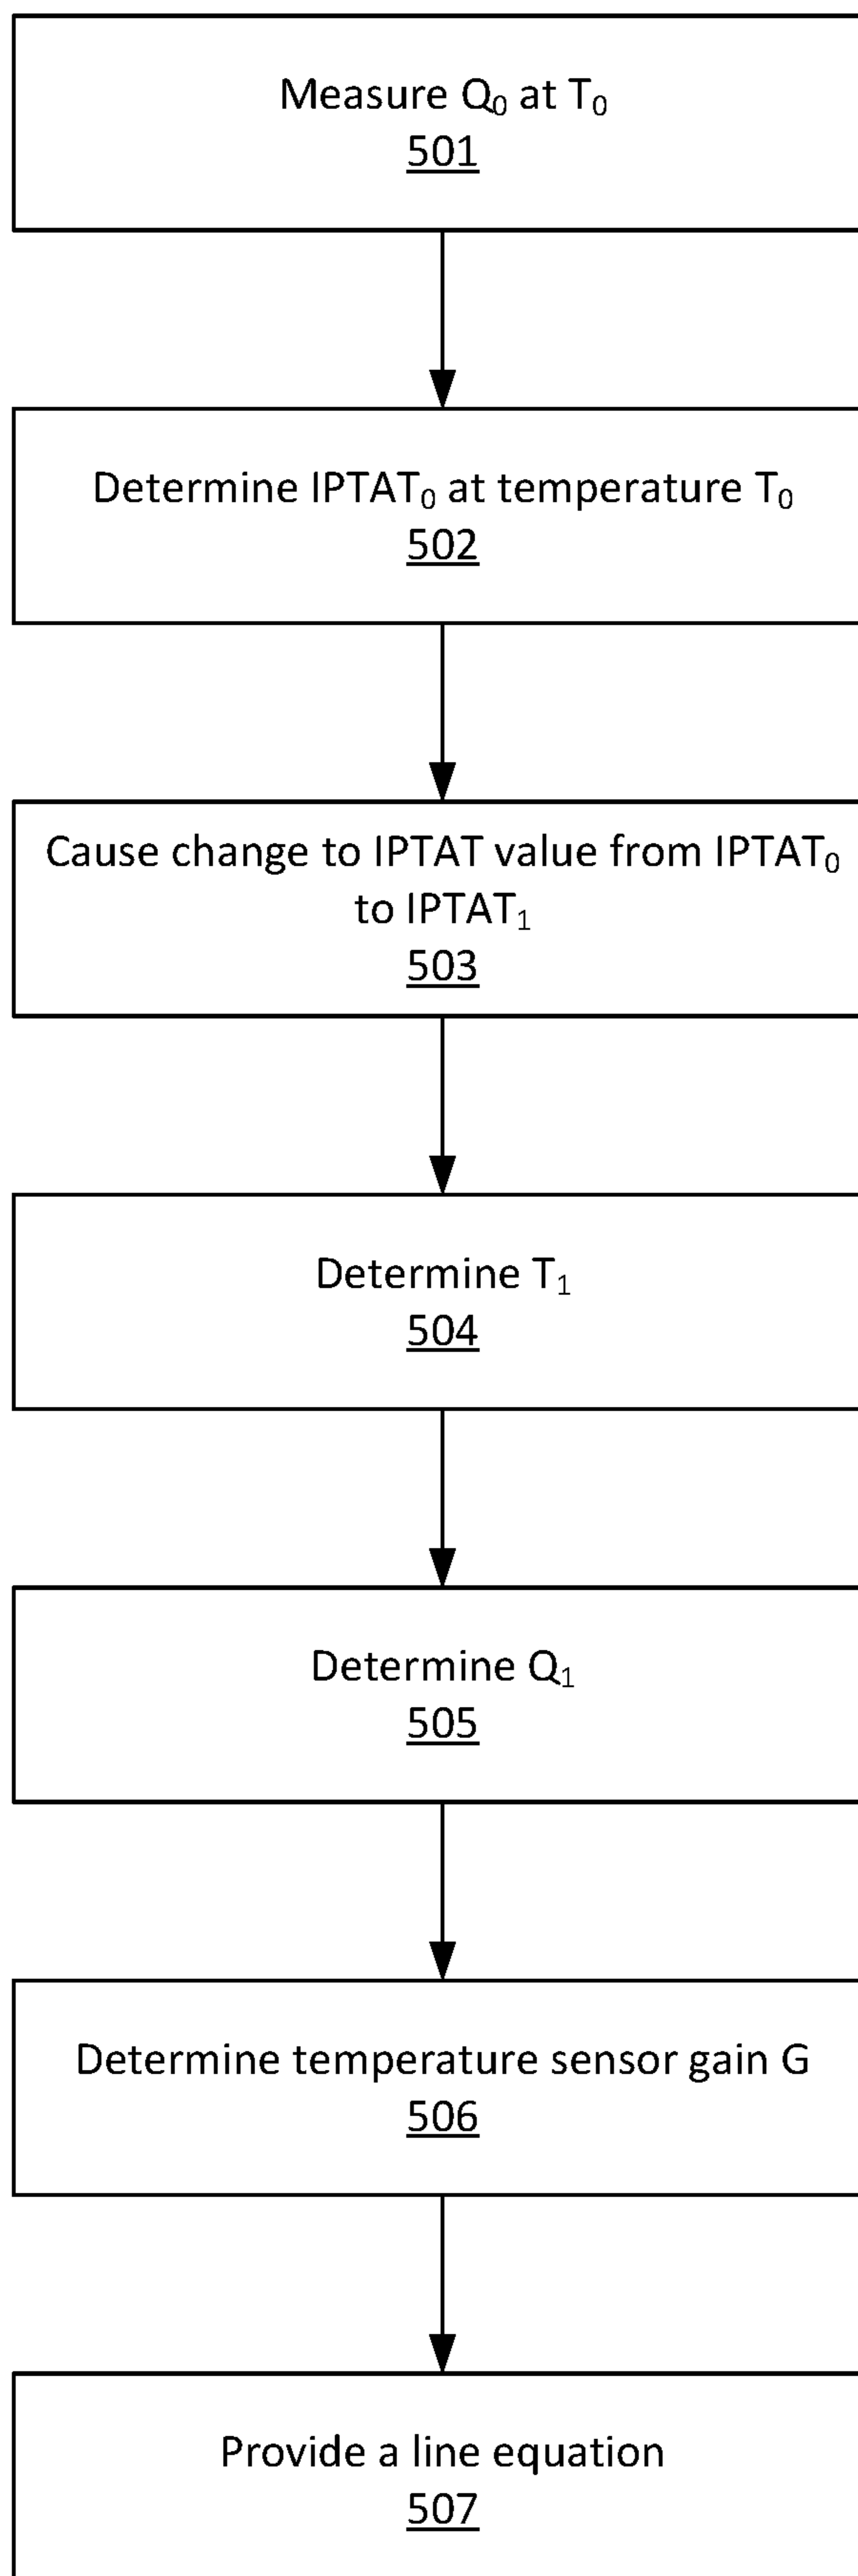 Measure Q₀ at T₀
501
Determine IPTAT₀ at temperature T₀
502
Cause change to IPTAT value from IPTAT₀
to IPTAT₁
503
Determine T₁
504
Determine Q₁
505
Determine temperature sensor gain G
506
Provide a line equation
507